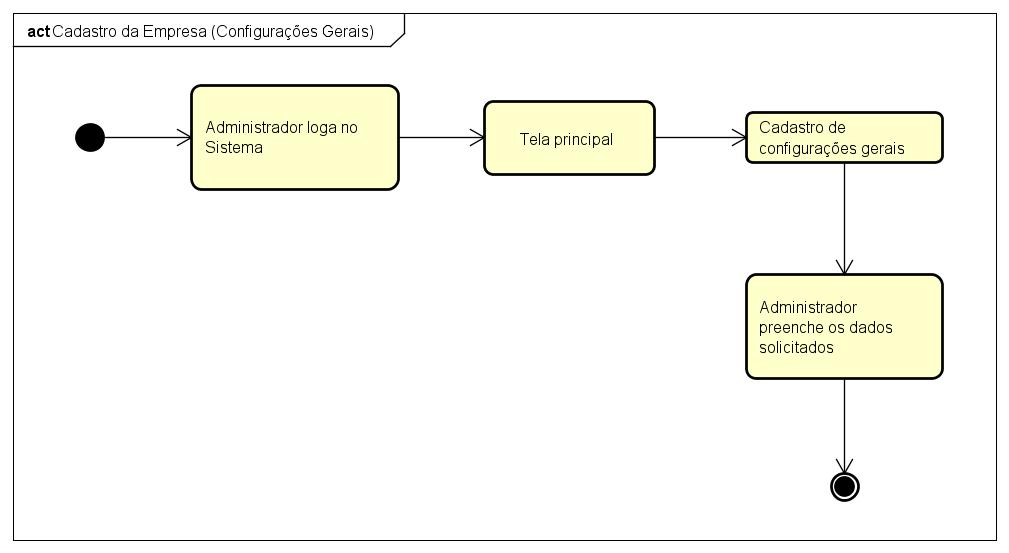 act Cadastro da Empresa (Configurações Gerais)
Administrador loga no
Sistema
Tela principal
Cadastro de
configurações gerais
Administrador
preenche os dados
solicitados